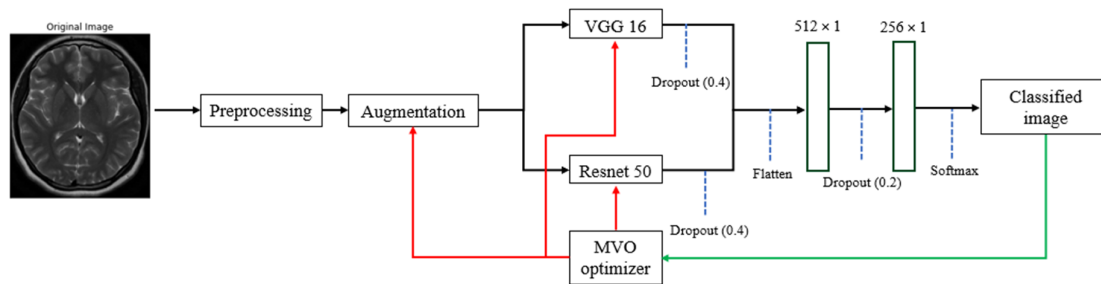 Original Image
Preprocessing
Augmentation
VGG 16
Dropout (0.4)
Resnet 50
Dropout (0.4)
MVO
optimizer
Flatten
512 × 1
Dropout (0.2)
256 × 1
Softmax
Classified
image